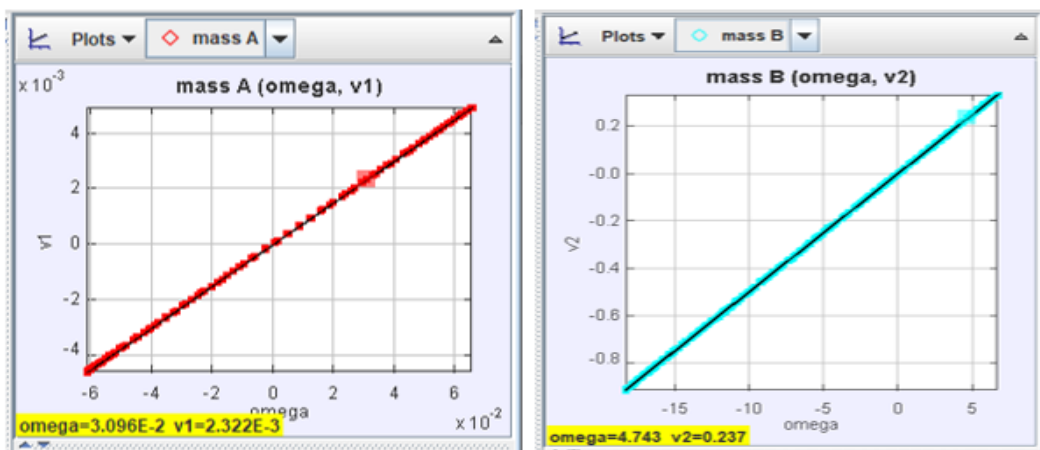 Plots mass A
x 10-3
mass A (omega, v1)
4
2
0
-2
-4
v1
-6 -4 -2 0 2 4 6
omega
x 10-2
omega=3.096E-2 v1=2.322E-3
Plots mass B
mass B (omega, v2)
0.2
-0.0
-0.2
-0.4
-0.6
-0.8
v2
-15 -10 -5 0 5
omega
omega=4.743 v2=0.237